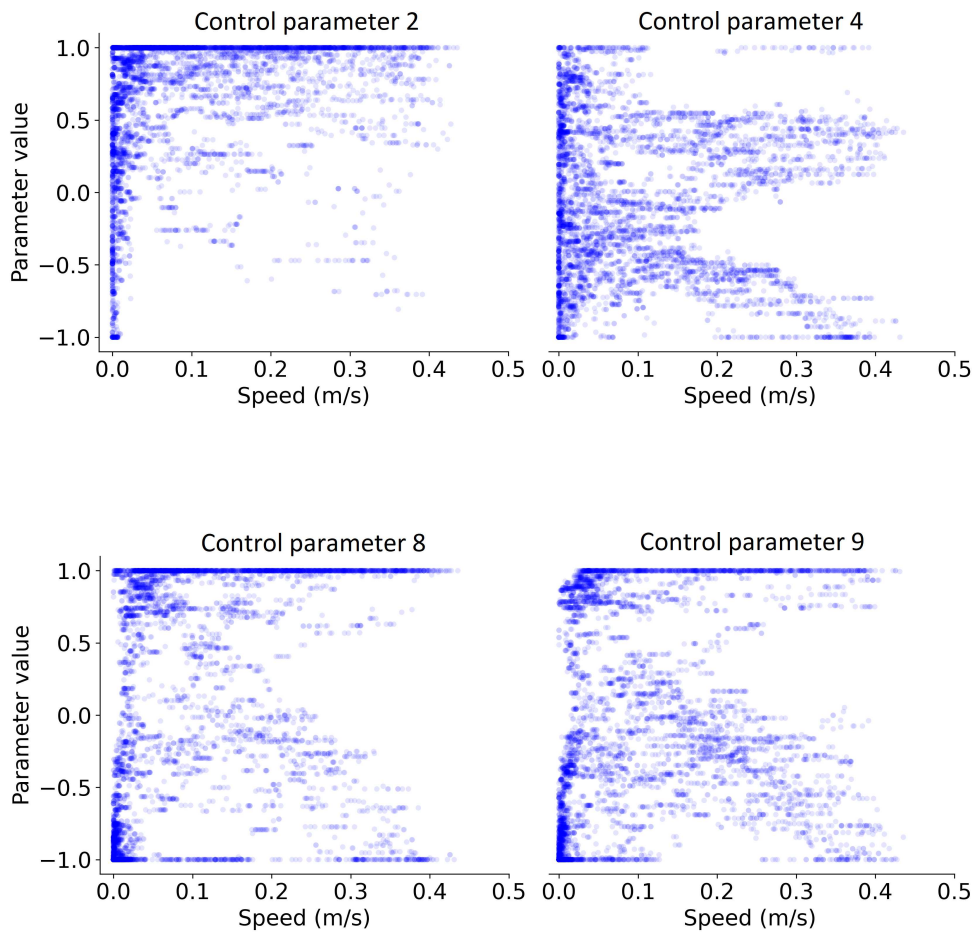 Control parameter 2
Control parameter 4
Parameter value
1.0
0.5
0.0
−0.5
−1.0
0.0 0.1 0.2 0.3 0.4 0.5
Speed (m/s)
0.0 0.1 0.2 0.3 0.4 0.5
Speed (m/s)
Control parameter 8
Control parameter 9
Parameter value
1.0
0.5
0.0
−0.5
−1.0
0.0 0.1 0.2 0.3 0.4 0.5
Speed (m/s)
0.0 0.1 0.2 0.3 0.4 0.5
Speed (m/s)